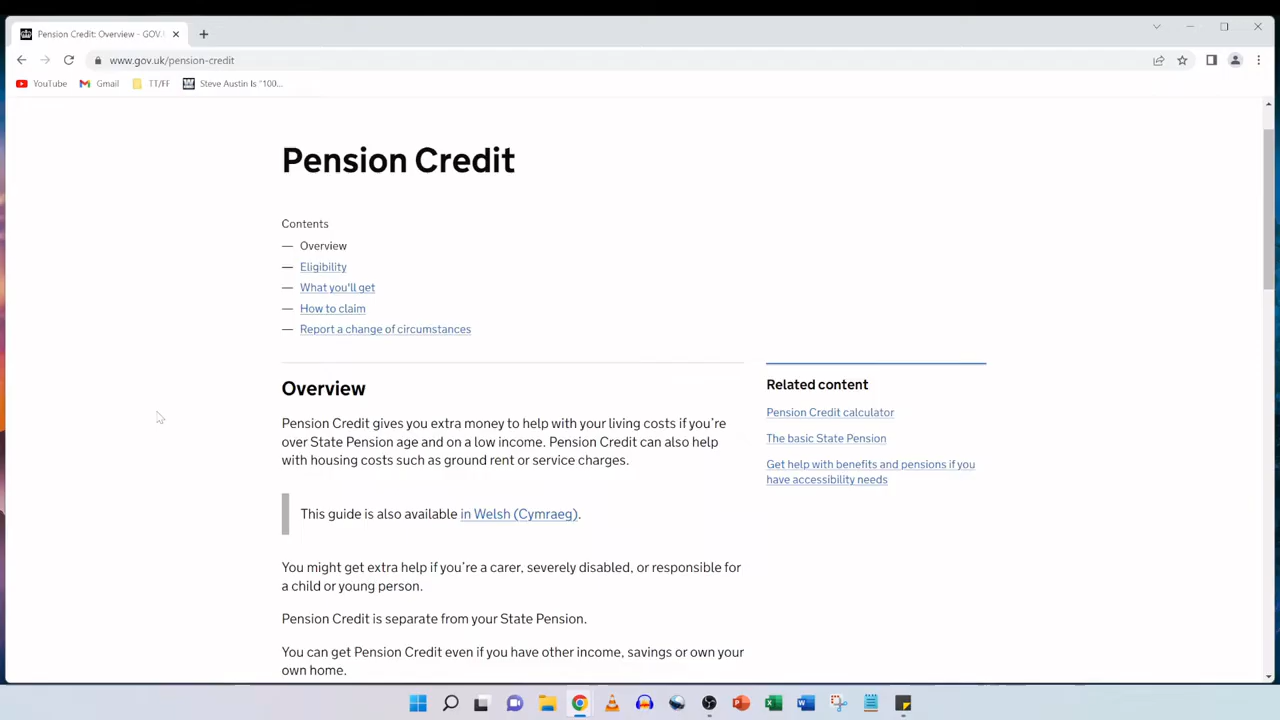 Pension Credit: Overview - GOV.
www.gov.uk/pension-credit
YouTube
Gmail
TT/FF
Steve Austin Is "100...
Pension Credit
Contents
— Overview
— Eligibility
— What you'll get
— How to claim
— Report a change of circumstances
Overview
Pension Credit gives you extra money to help with your living costs if you're
over State Pension age and on a low income. Pension Credit can also help
with housing costs such as ground rent or service charges.
This guide is also available in Welsh (Cymraeg).
You might get extra help if you're a carer, severely disabled, or responsible for
a child or young person.
Pension Credit is separate from your State Pension.
You can get Pension Credit even if you have other income, savings or own your
own home.
Related content
Pension Credit calculator
The basic State Pension
Get help with benefits and pensions if you
have accessibility needs